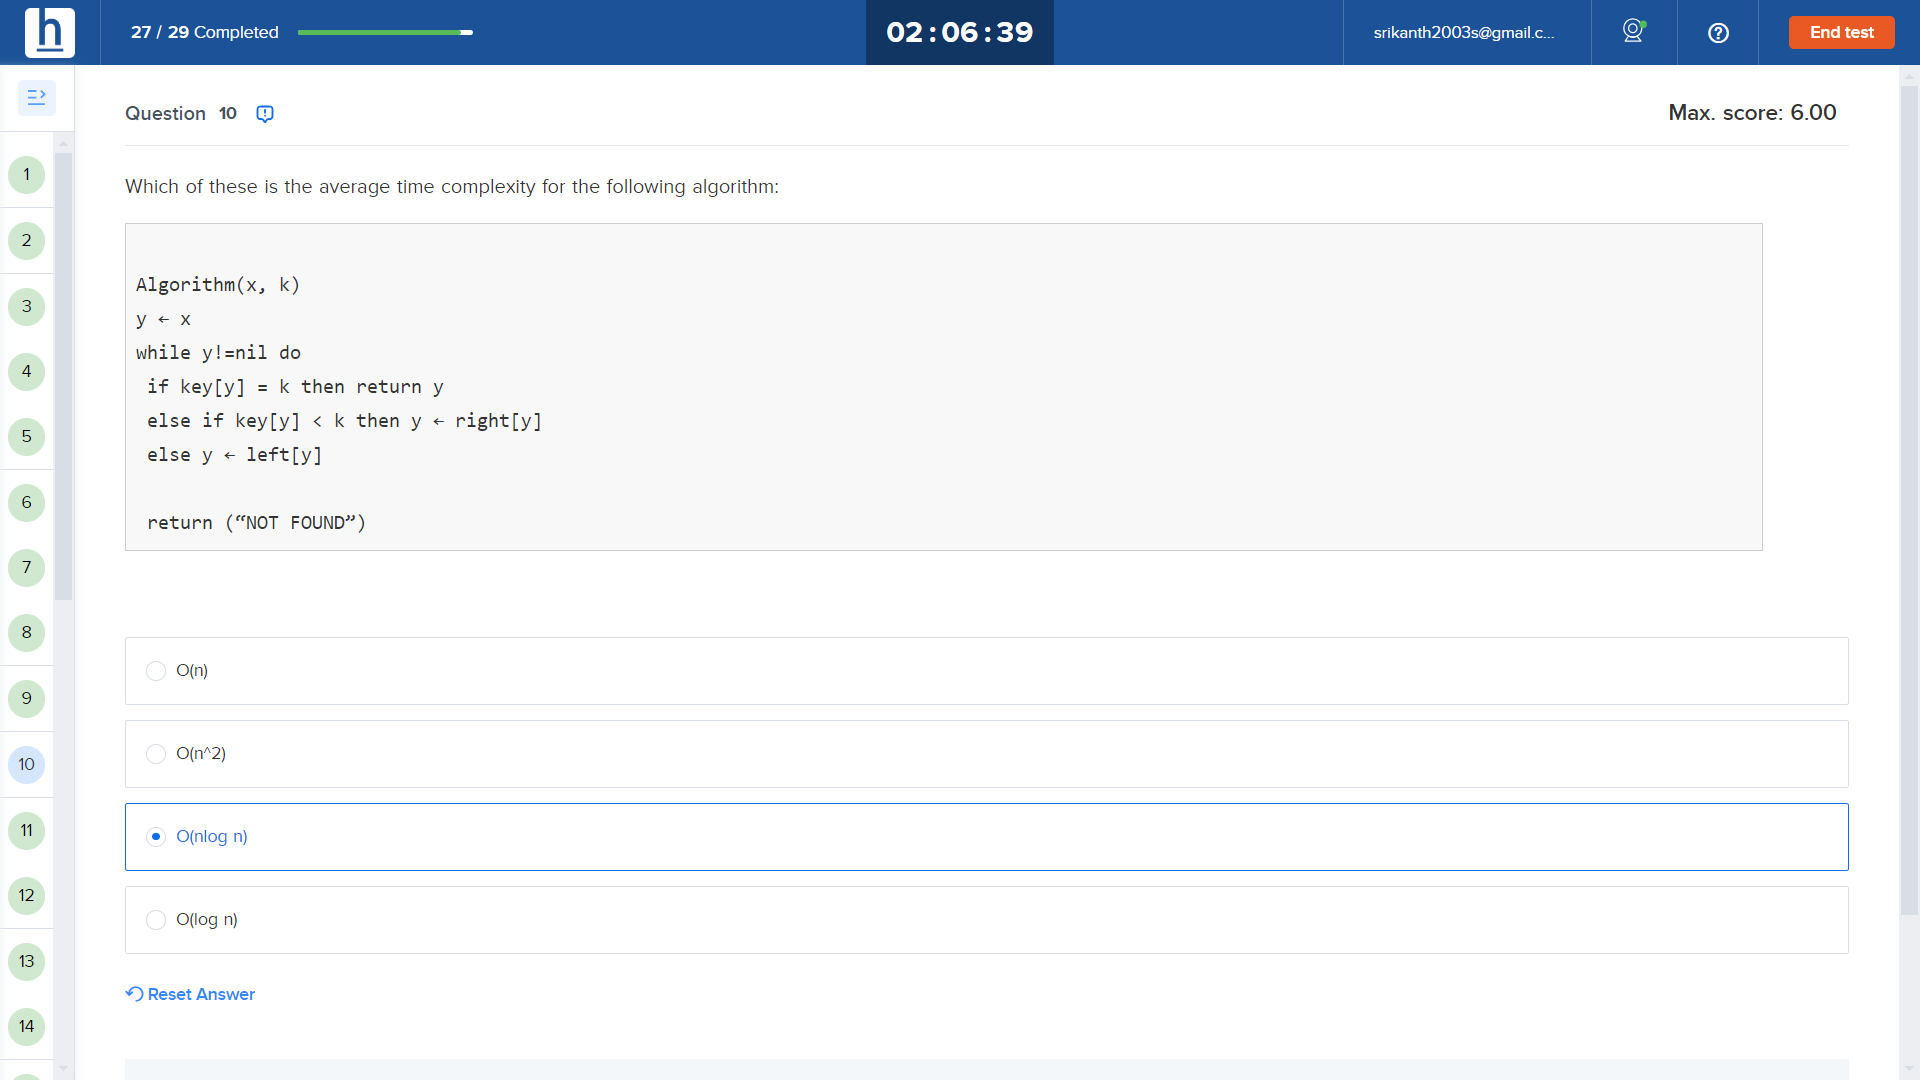 h
27 / 29 Completed
02 : 06 : 39
srikanth2003s@gmail.c...
End test
Question 10
Max. score: 6.00
Which of these is the average time complexity for the following algorithm:
Algorithm(x, k)
y ← x
while y!=nil do
if key[y] = k then return y
else if key[y] < k then y ← right[y]
else y ← left[y]
return (“NOT FOUND”)
O(n)
O(n^2)
O(nlog n)
O(log n)
Reset Answer
1
2
3
4
5
6
7
8
9
10
11
12
13
14